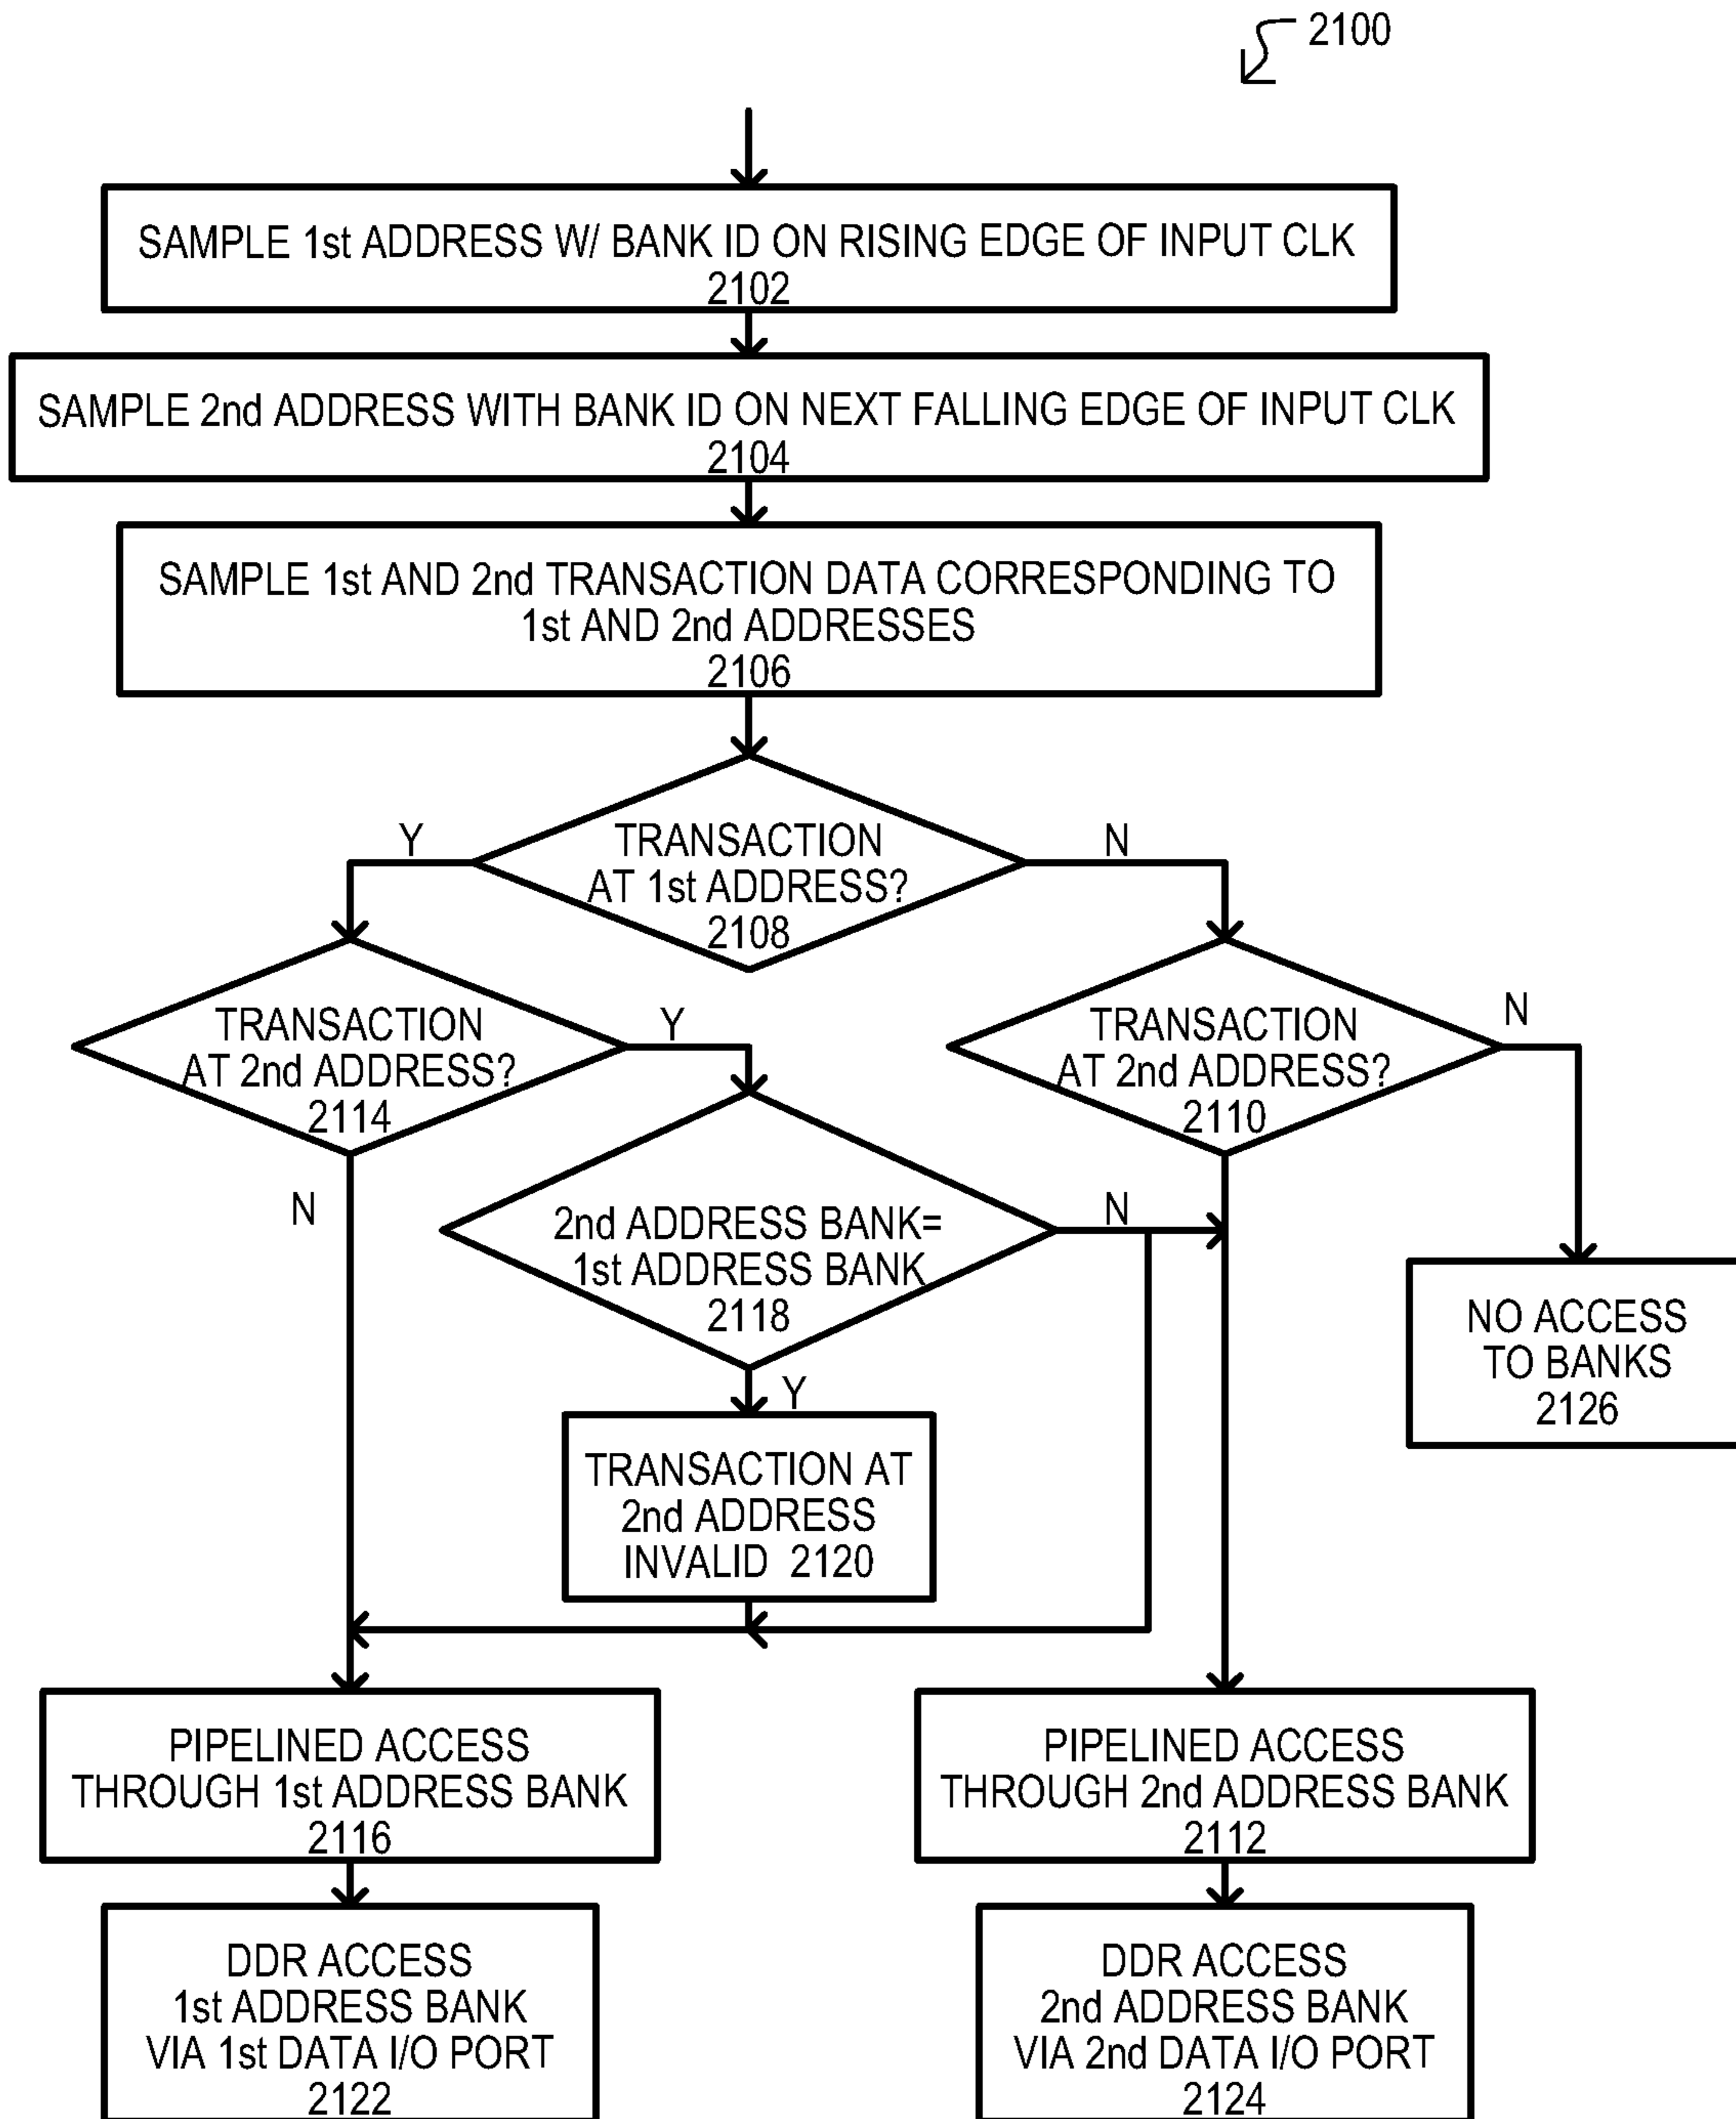 2100
SAMPLE 1st ADDRESS W/ BANK ID ON RISING EDGE OF INPUT CLK
2102
SAMPLE 2nd ADDRESS WITH BANK ID ON NEXT FALLING EDGE OF INPUT CLK
2104
SAMPLE 1st AND 2nd TRANSACTION DATA CORRESPONDING TO
1st AND 2nd ADDRESSES
2106
TRANSACTION
AT 1st ADDRESS?
2108
Y
N
TRANSACTION
AT 2nd ADDRESS?
2114
Y
N
TRANSACTION
AT 2nd ADDRESS?
2110
N
2nd ADDRESS BANK=
1st ADDRESS BANK
2118
N
Y
NO ACCESS
TO BANKS
2126
TRANSACTION AT
2nd ADDRESS
INVALID 2120
PIPELINED ACCESS
THROUGH 1st ADDRESS BANK
2116
PIPELINED ACCESS
THROUGH 2nd ADDRESS BANK
2112
DDR ACCESS
1st ADDRESS BANK
VIA 1st DATA I/O PORT
2122
DDR ACCESS
2nd ADDRESS BANK
VIA 2nd DATA I/O PORT
2124